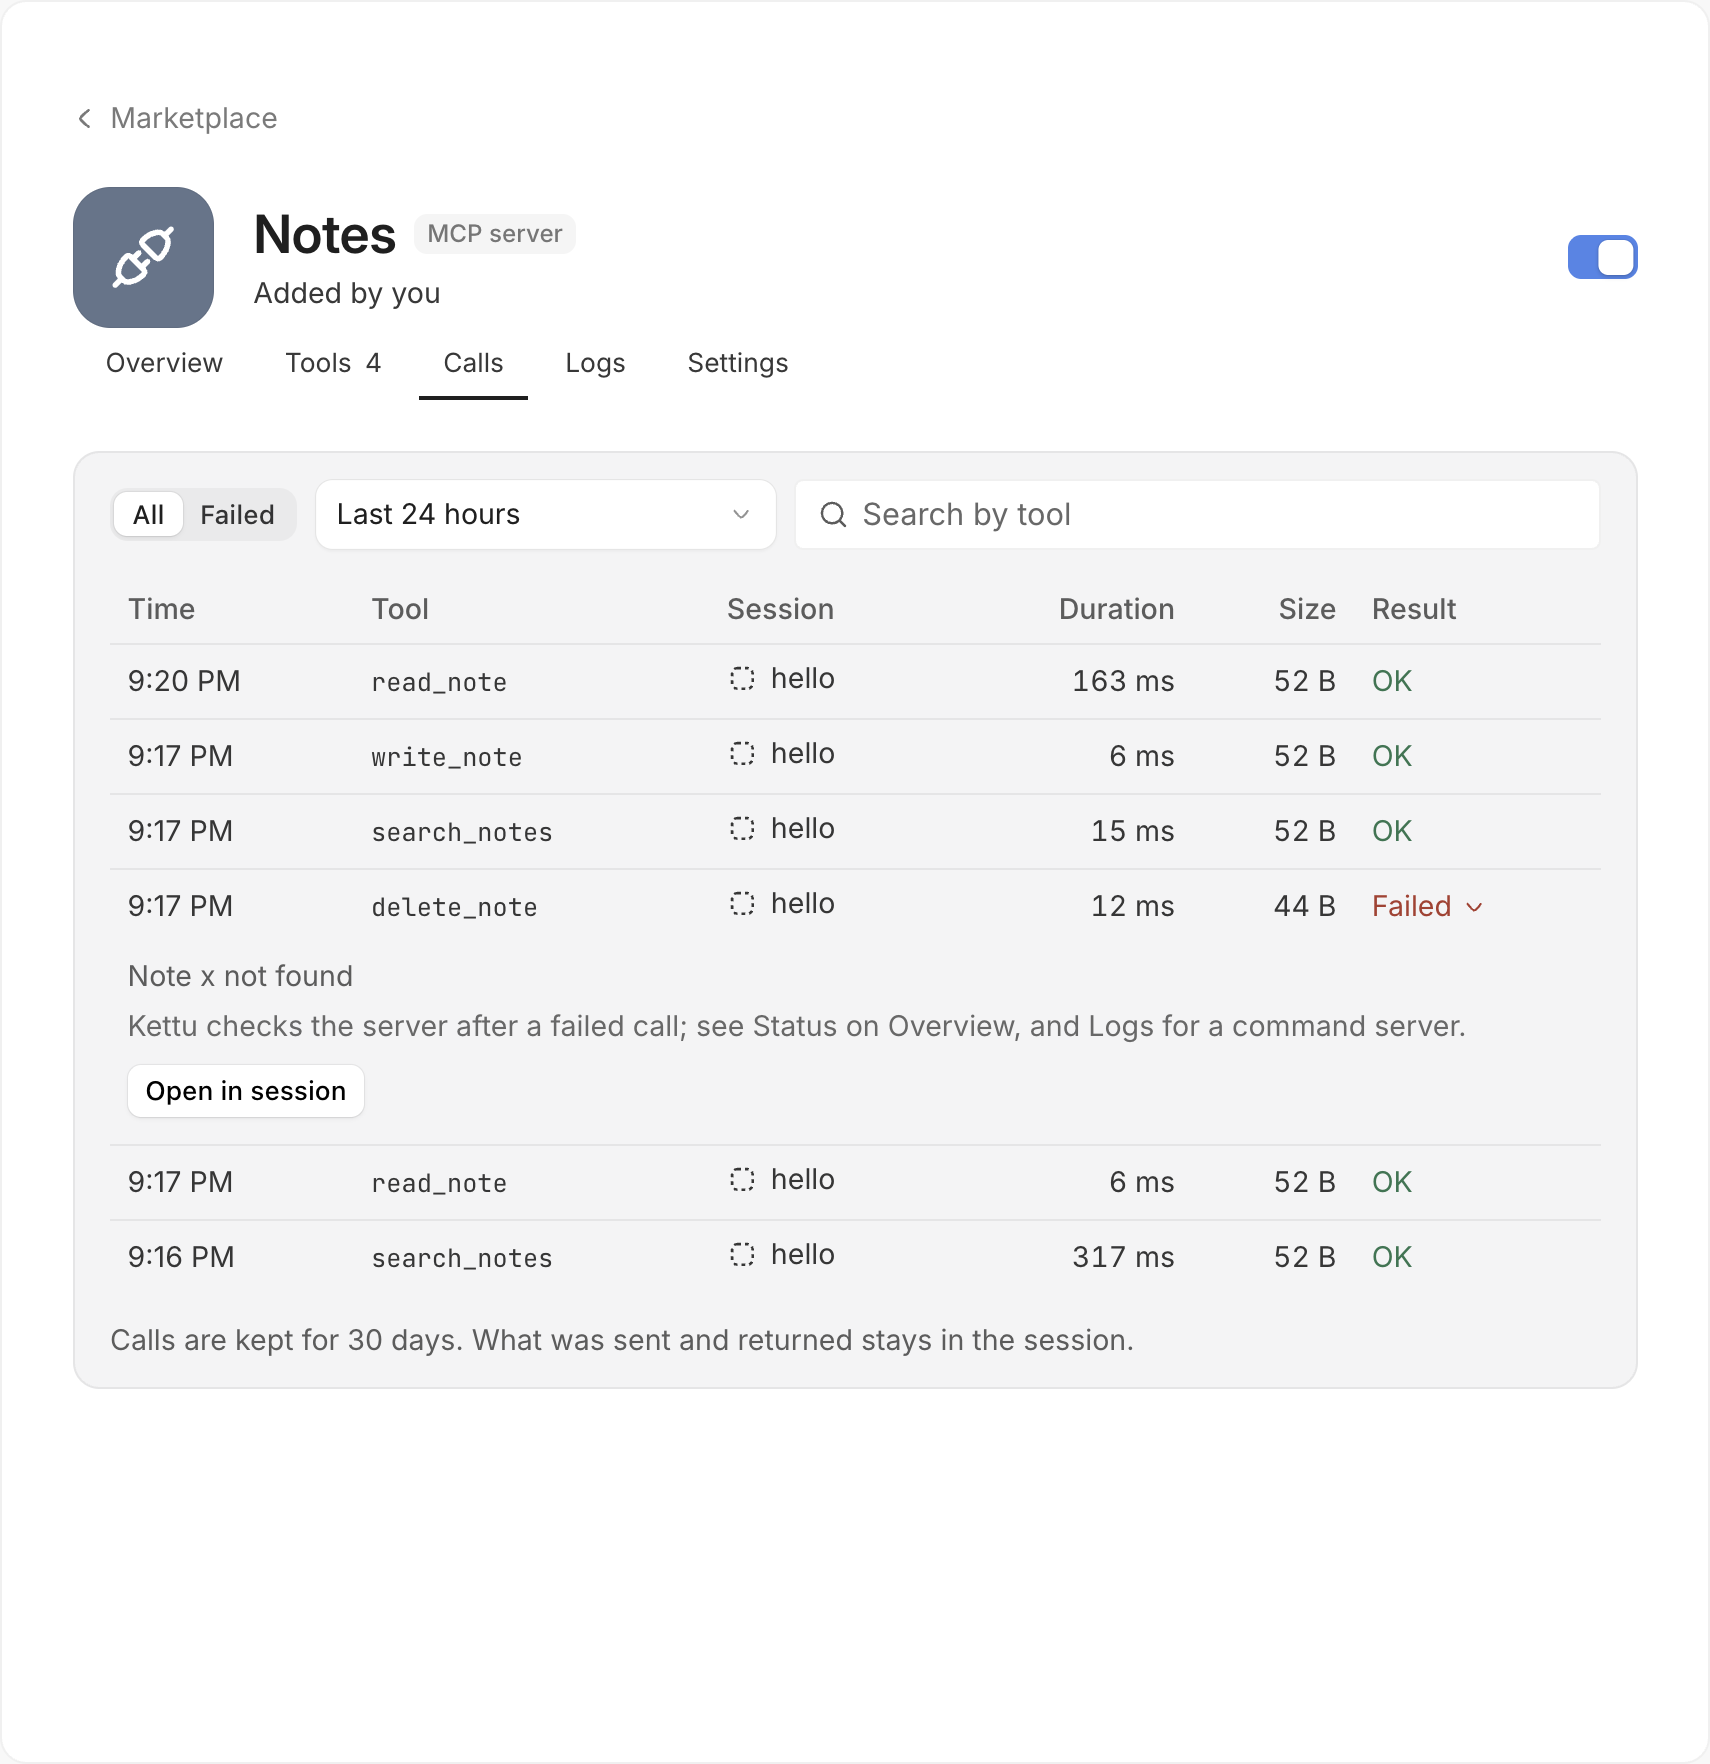 Marketplace
Notes MCP server
Added by you
Overview Tools 4 Calls Logs Settings
All Failed Last 24 hours Search by tool
Time Tool Session Duration Size Result
9:20 PM read_note hello 163 ms 52 B OK
9:17 PM write_note hello 6 ms 52 B OK
9:17 PM search_notes hello 15 ms 52 B OK
9:17 PM delete_note hello 12 ms 44 B Failed
Note x not found
Kettu checks the server after a failed call; see Status on Overview, and Logs for a command server.
Open in session
9:17 PM read_note hello 6 ms 52 B OK
9:16 PM search_notes hello 317 ms 52 B OK
Calls are kept for 30 days. What was sent and returned stays in the session.